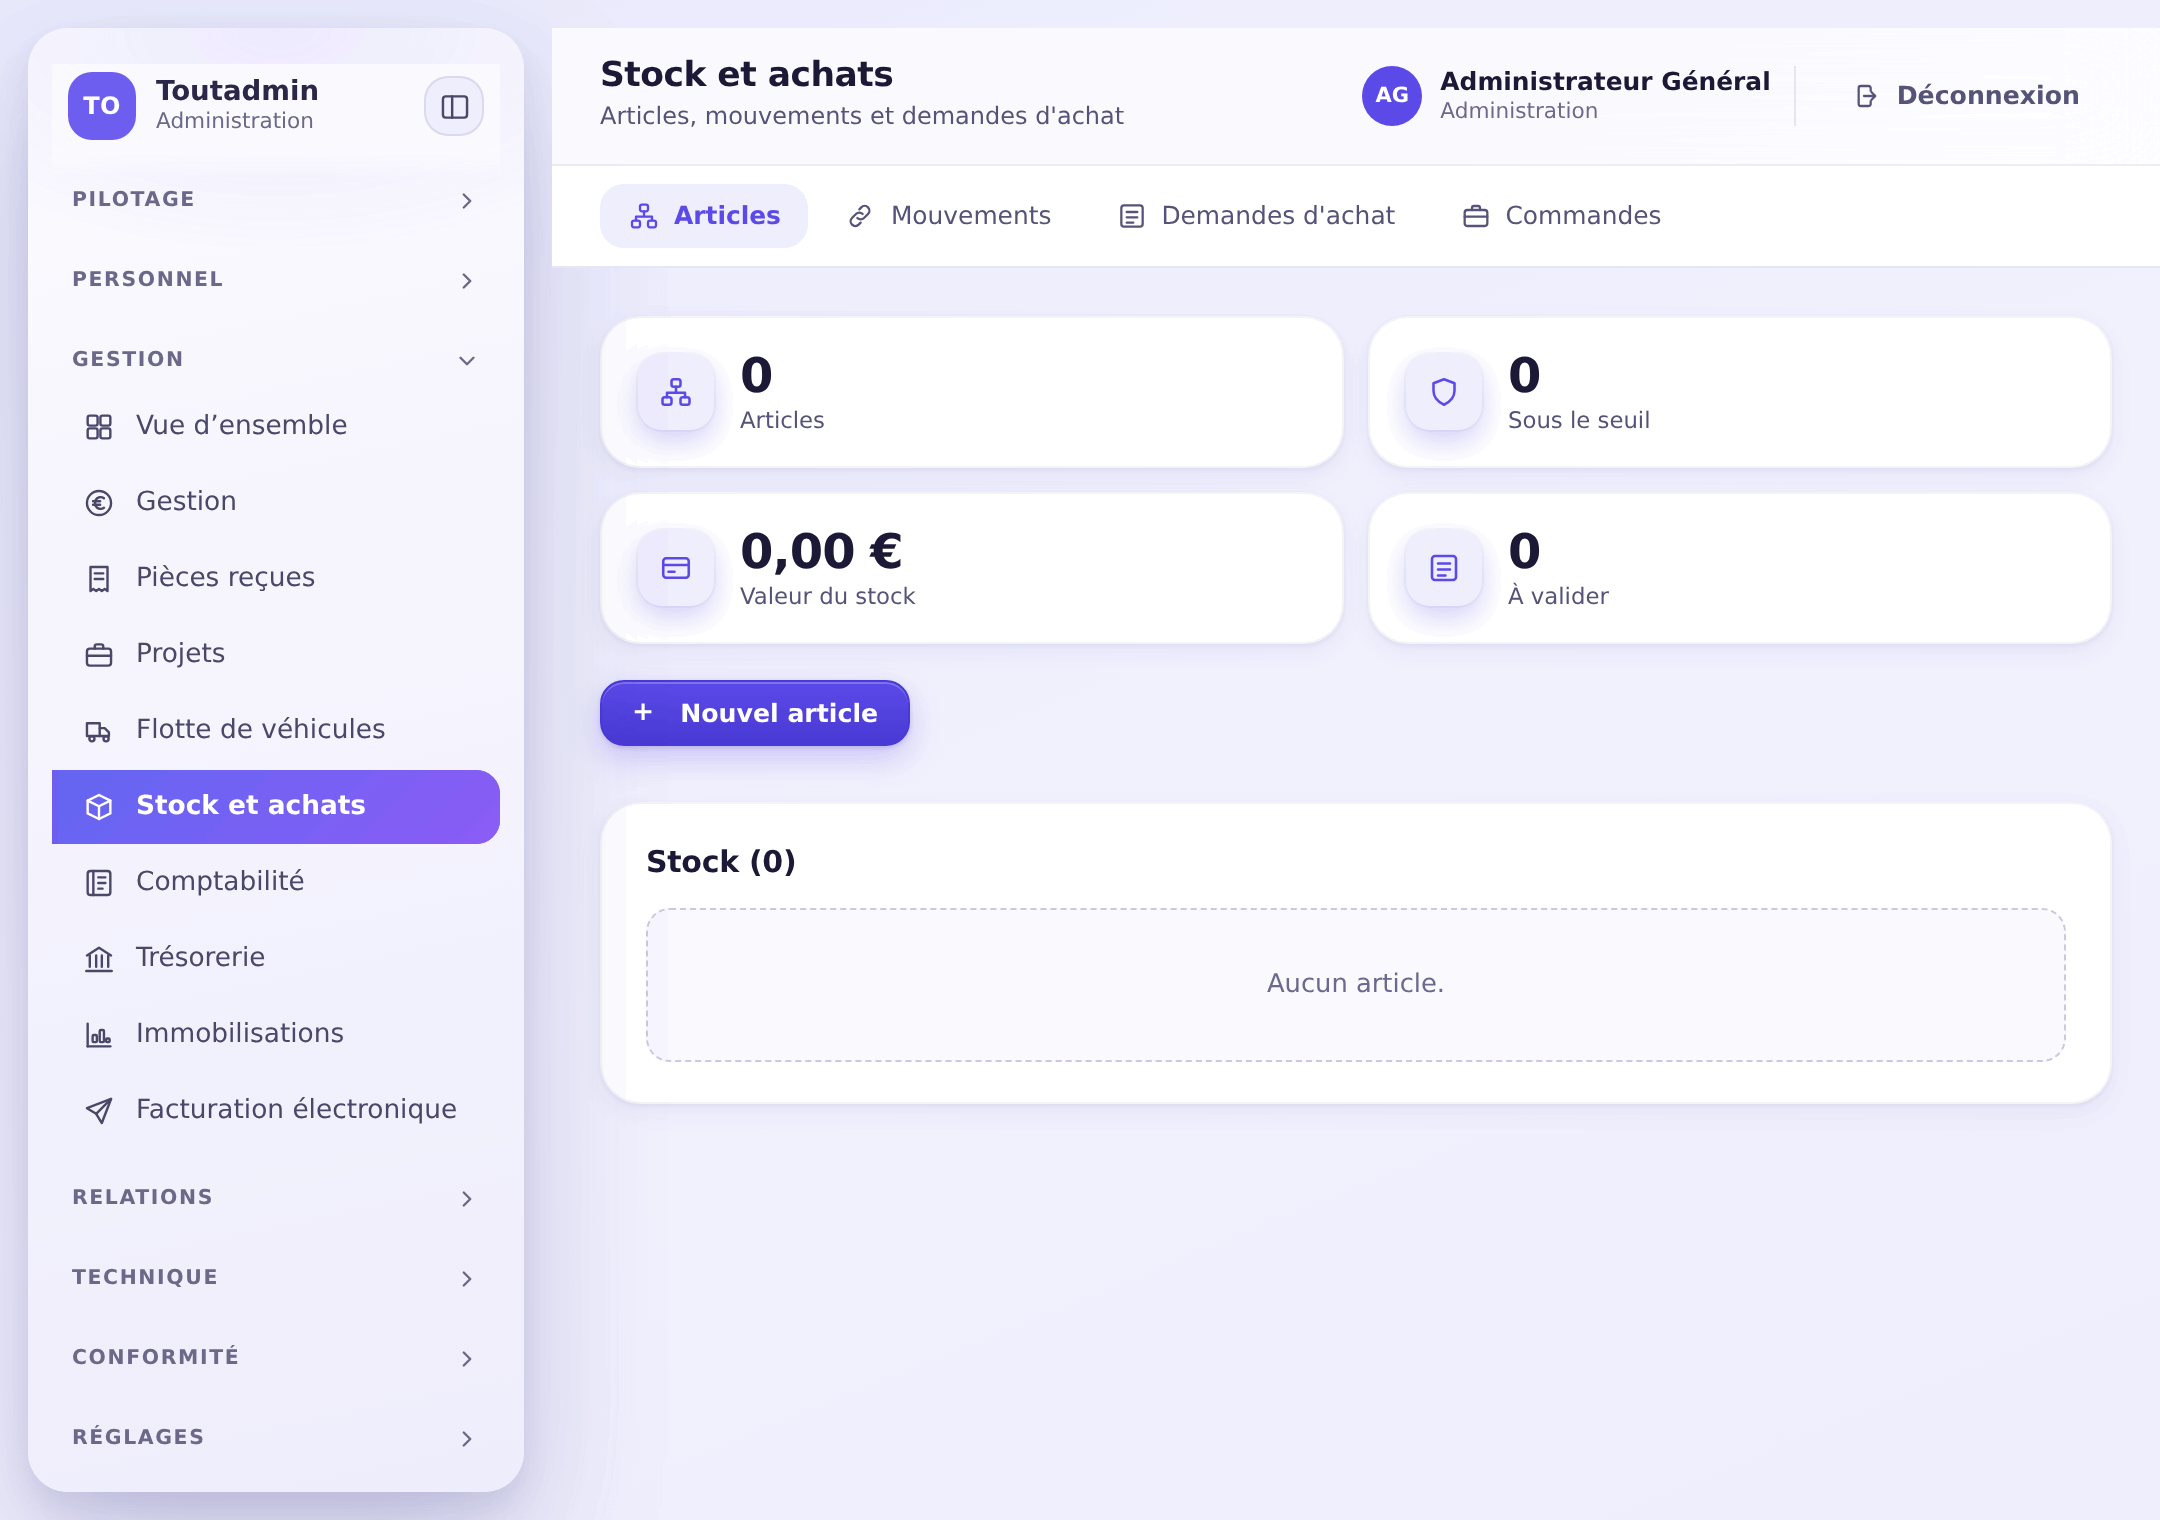 TO
Toutadmin
Administration
PILOTAGE
PERSONNEL
GESTION
Vue d’ensemble
Gestion
Pièces reçues
Projets
Flotte de véhicules
Stock et achats
Comptabilité
Trésorerie
Immobilisations
Facturation électronique
RELATIONS
TECHNIQUE
CONFORMITÉ
RÉGLAGES
Stock et achats
Articles, mouvements et demandes d'achat
AG
Administrateur Général
Administration
Déconnexion
Articles
Mouvements
Demandes d'achat
Commandes
0
Articles
0
Sous le seuil
0,00 €
Valeur du stock
0
À valider
+ Nouvel article
Stock (0)
Aucun article.